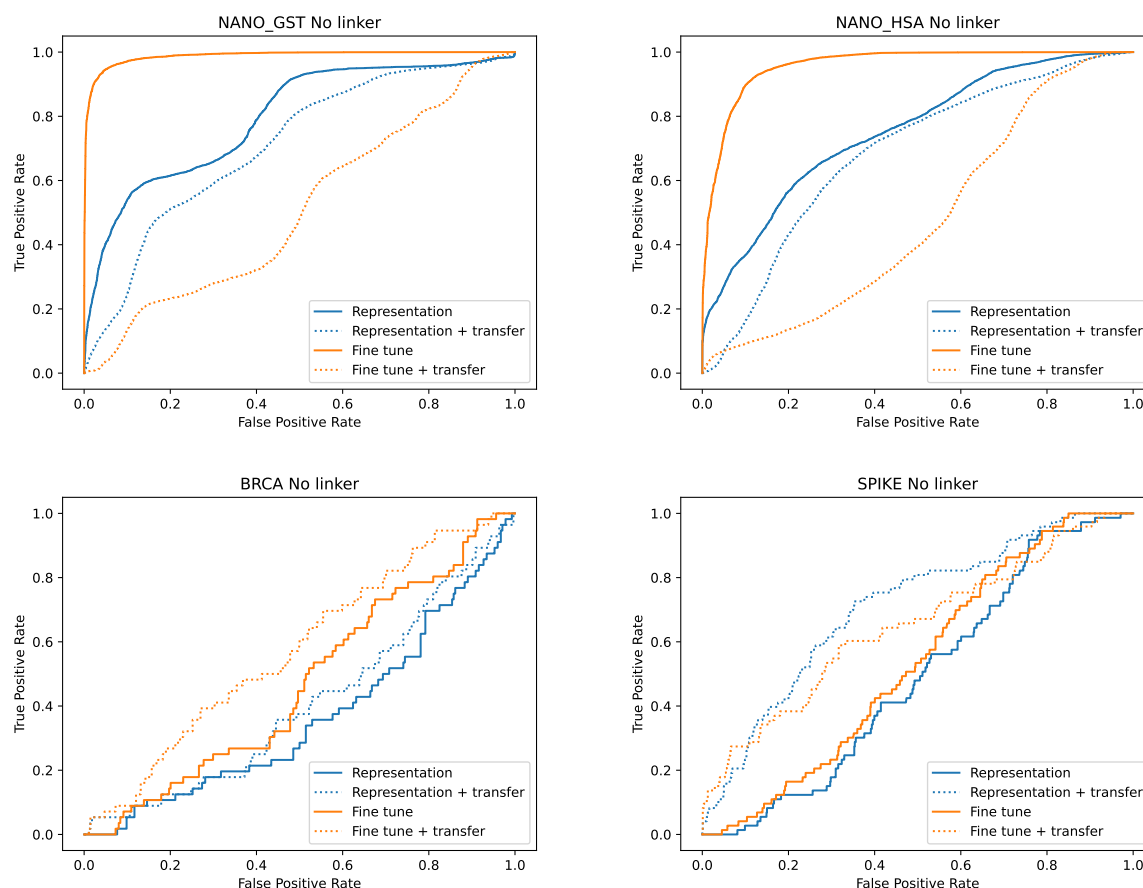 NANO_GST No linker
1.0
0.8
0.6
0.4
0.2
0.0
True Positive Rate
Representation
Representation + transfer
Fine tune
Fine tune + transfer
0.0 0.2 0.4 0.6 0.8 1.0
False Positive Rate
NANO_HSA No linker
1.0
0.8
0.6
0.4
0.2
0.0
True Positive Rate
Representation
Representation + transfer
Fine tune
Fine tune + transfer
0.0 0.2 0.4 0.6 0.8 1.0
False Positive Rate
BRCA No linker
1.0
0.8
0.6
0.4
0.2
0.0
True Positive Rate
Representation
Representation + transfer
Fine tune
Fine tune + transfer
0.0 0.2 0.4 0.6 0.8 1.0
False Positive Rate
SPIKE No linker
1.0
0.8
0.6
0.4
0.2
0.0
True Positive Rate
Representation
Representation + transfer
Fine tune
Fine tune + transfer
0.0 0.2 0.4 0.6 0.8 1.0
False Positive Rate